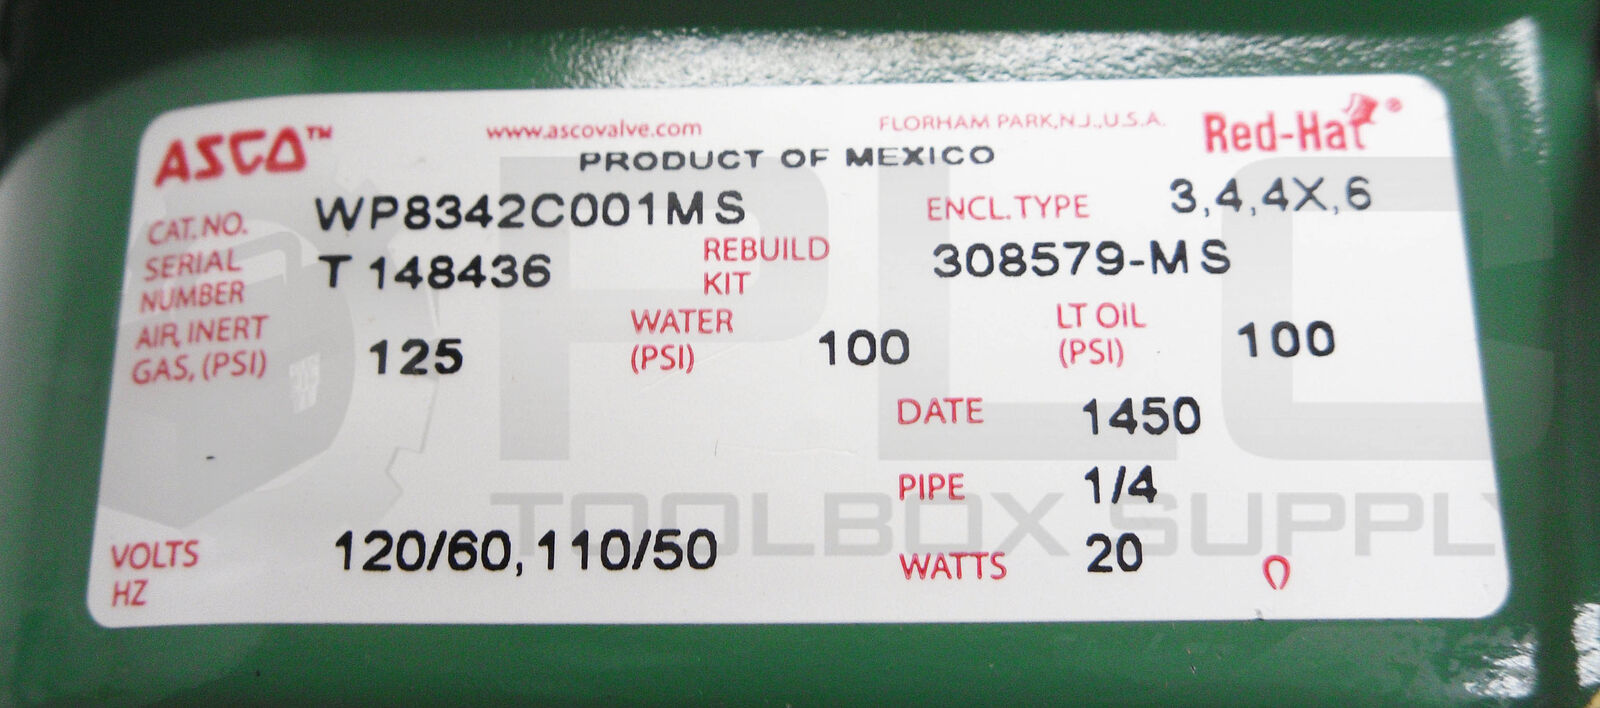 ASCO™ www.ascovalve.com FLORHAM PARK,N.J.,U.S.A. Red-Hat®
PRODUCT OF MEXICO
CAT. NO. WP8342C001MS ENCL.TYPE 3,4,4X,6
SERIAL NUMBER T 148436 REBUILD KIT 308579-MS
AIR, INERT GAS, (PSI) 125 WATER (PSI) 100 LT OIL (PSI) 100
DATE 1450
PIPE 1/4
VOLTS HZ 120/60,110/50 WATTS 20
PLC
TOOLBOX SUPPLY